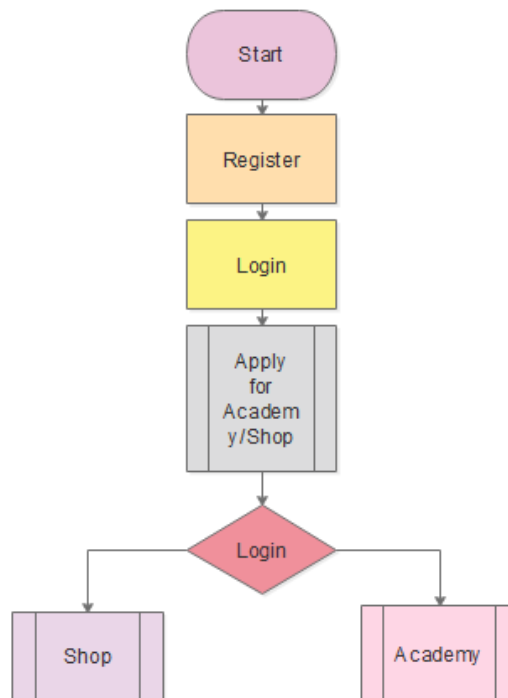 Start
Register
Login
Apply
for
Academ
y/Shop
Login
Shop
Academy